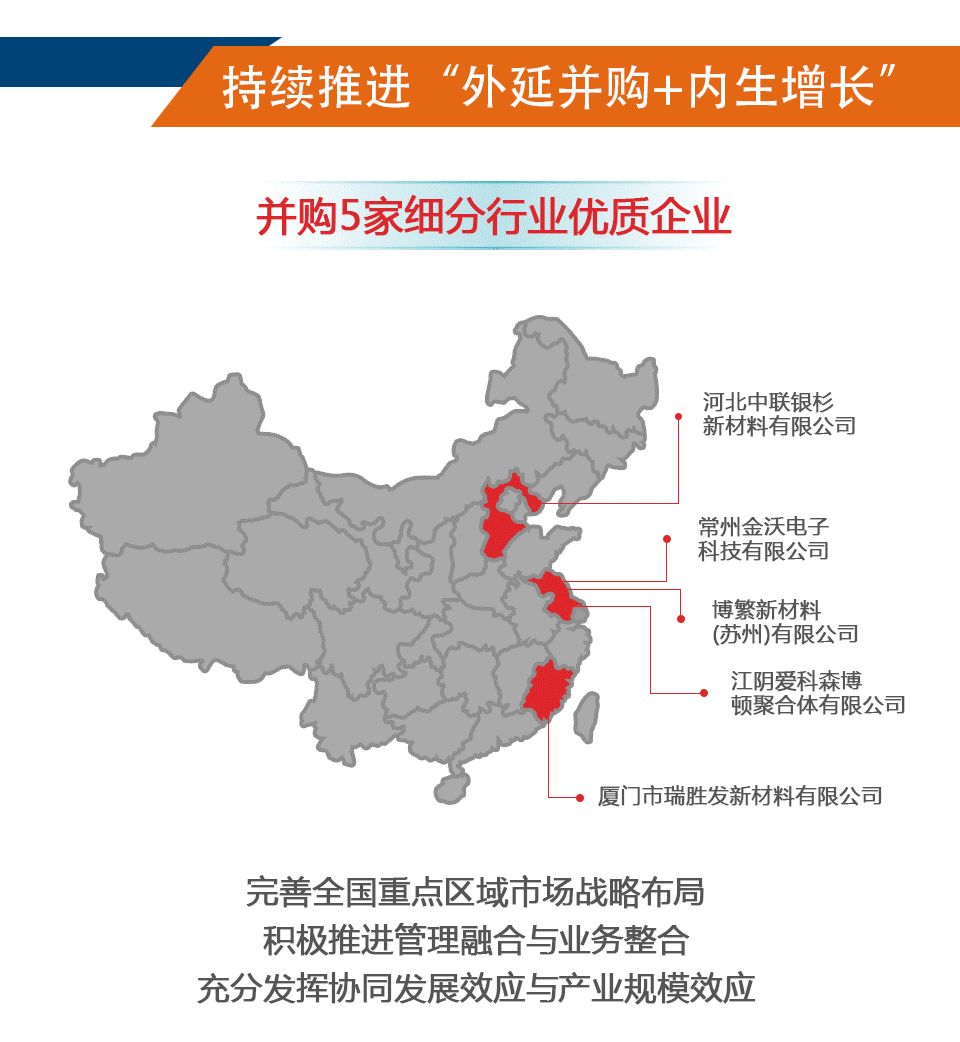 持续推进“外延并购+内生增长”
并购5家细分行业优质企业
河北中联银杉
新材料有限公司
常州金沃电子
科技有限公司
博繁新材料
(苏州)有限公司
江阴爱科森博
顿聚合体有限公司
厦门市瑞胜发新材料有限公司
完善全国重点区域市场战略布局
积极推进管理融合与业务整合
充分发挥协同发展效应与产业规模效应